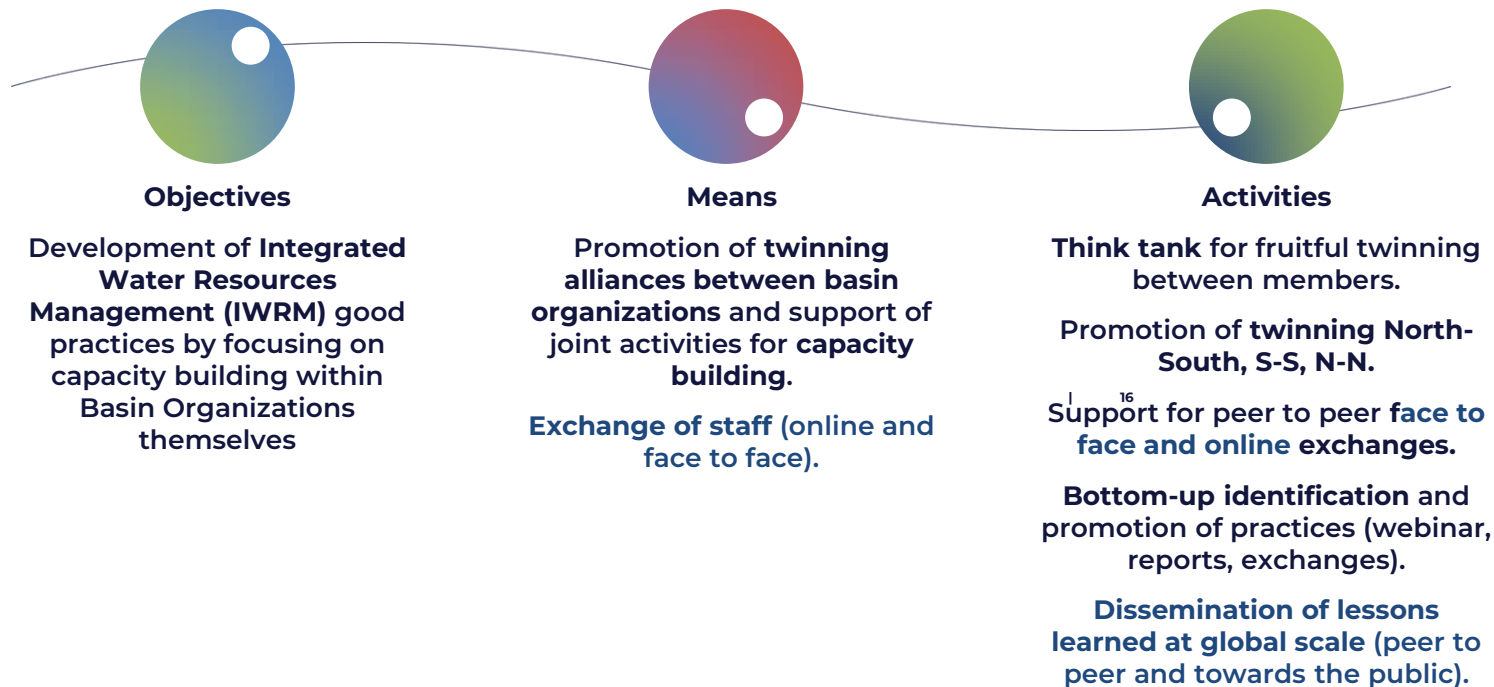 Objectives
Development of Integrated
Water Resources
Management (IWRM) good
practices by focusing on
capacity building within
Basin Organizations
themselves
Means
Promotion of twinning
alliances between basin
organizations and support of
joint activities for capacity
building.
Exchange of staff (online and
face to face).
Activities
Think tank for fruitful twinning
between members.
Promotion of twinning North-
South, S-S, N-N.
| 16
Support for peer to peer face to
face and online exchanges.
Bottom-up identification and
promotion of practices (webinar,
reports, exchanges).
Dissemination of lessons
learned at global scale (peer to
peer and towards the public).